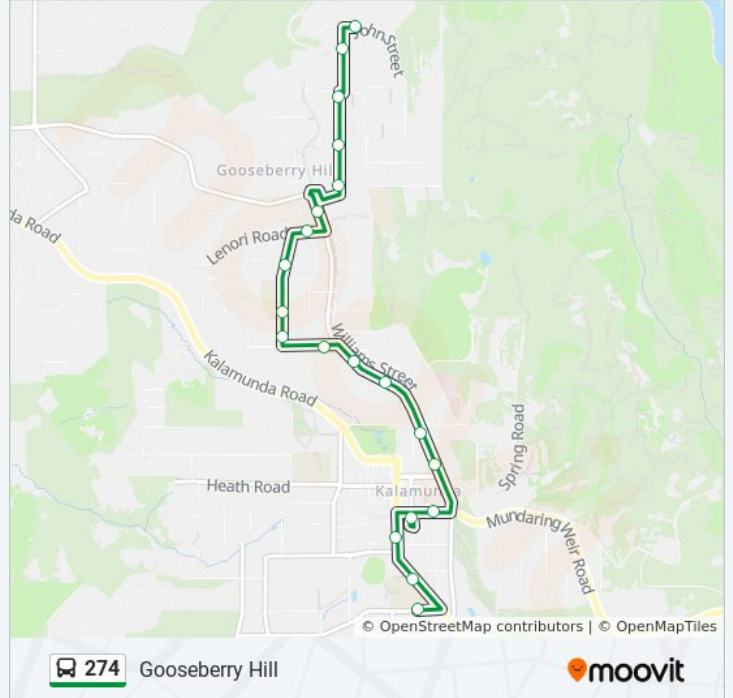 John Street
Gooseberry Hil
da Road
Lenori Road
Williams Street
Kalamunda Road
Spring Road
Heath Road
Kalamunda
Mundaring Weir Road
© OpenStreetMap contributors | © OpenMapTiles
274 Gooseberry Hill
moovit